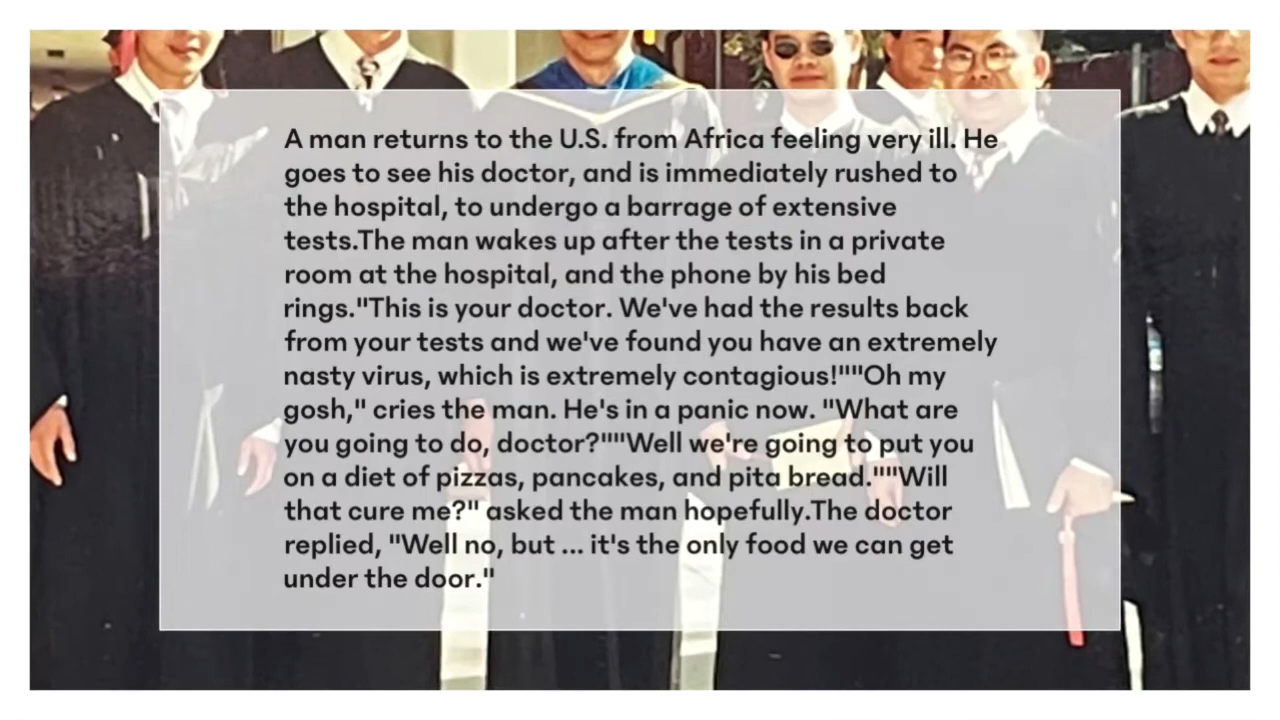 A man returns to the U.S. from Africa feeling very ill. He
goes to see his doctor, and is immediately rushed to
the hospital, to undergo a barrage of extensive
tests.The man wakes up after the tests in a private
room at the hospital, and the phone by his bed
rings."This is your doctor. We've had the results back
from your tests and we've found you have an extremely
nasty virus, which is extremely contagious!""Oh my
gosh," cries the man. He's in a panic now. "What are
you going to do, doctor?""Well we're going to put you
on a diet of pizzas, pancakes, and pita bread.""Will
that cure me?" asked the man hopefully.The doctor
replied, "Well no, but ... it's the only food we can get
under the door."